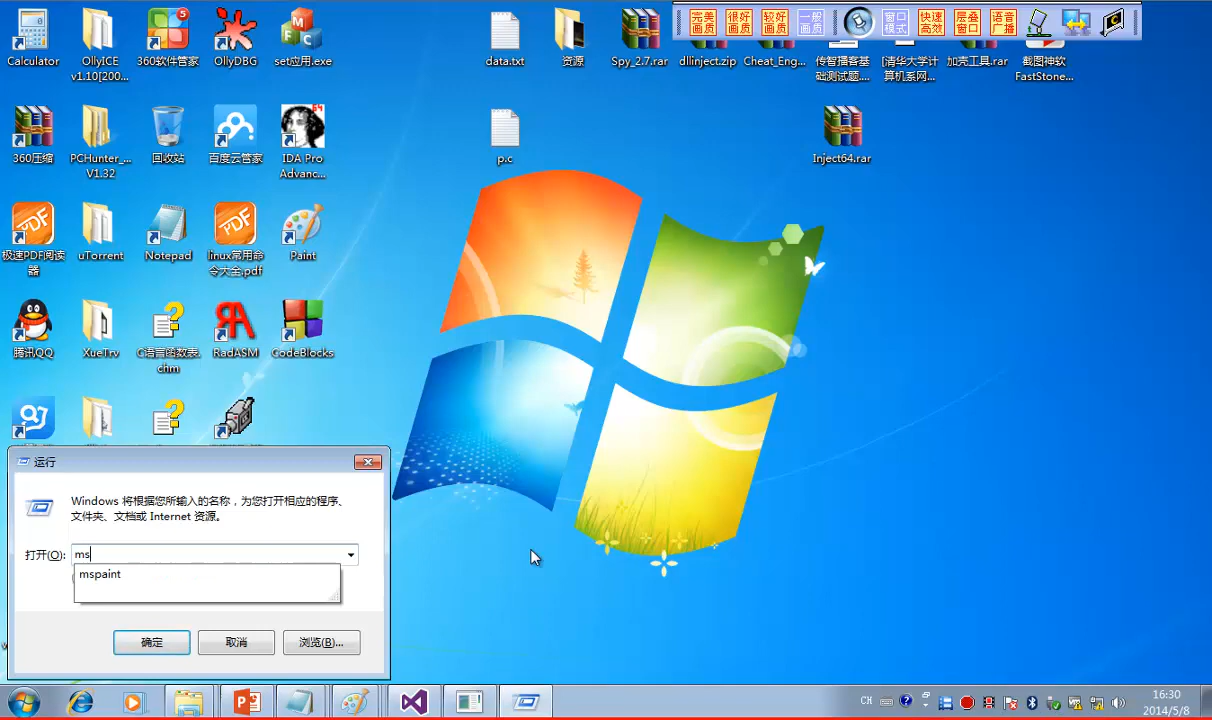 完美 画质
很好 画质
较好 画质
一般 画质
窗口 模式
快速 高效
层叠 窗口
语音 广播
Calculator
OllyICE
v1.10[200...
360软件管家
5
OllyDBG
set应用.exe
data.txt
资源
Spy_2.7.rar
dllinject.zip
Cheat_Eng...
传智播客基
础测试题....
[清华大学计
算机系网...
加壳工具.rar
截图神软
FastStone...
360压缩
PCHunter_...
V1.32
回收站
百度云管家
64
IDA Pro
Advanc...
p.c
Inject64.rar
PDF
极速PDF阅读
器
uTorrent
Notepad
PDF
linux常用命
令大全.pdf
Paint
腾讯QQ
XueTrv
C语言函数表.
chm
RadASM
CodeBlocks
运行
Windows 将根据您所输入的名称，为您打开相应的程序、
文件夹、文档或 Internet 资源。
打开(O):
ms
mspaint
确定
取消
浏览(B)...
CH
16:30
2014/5/8